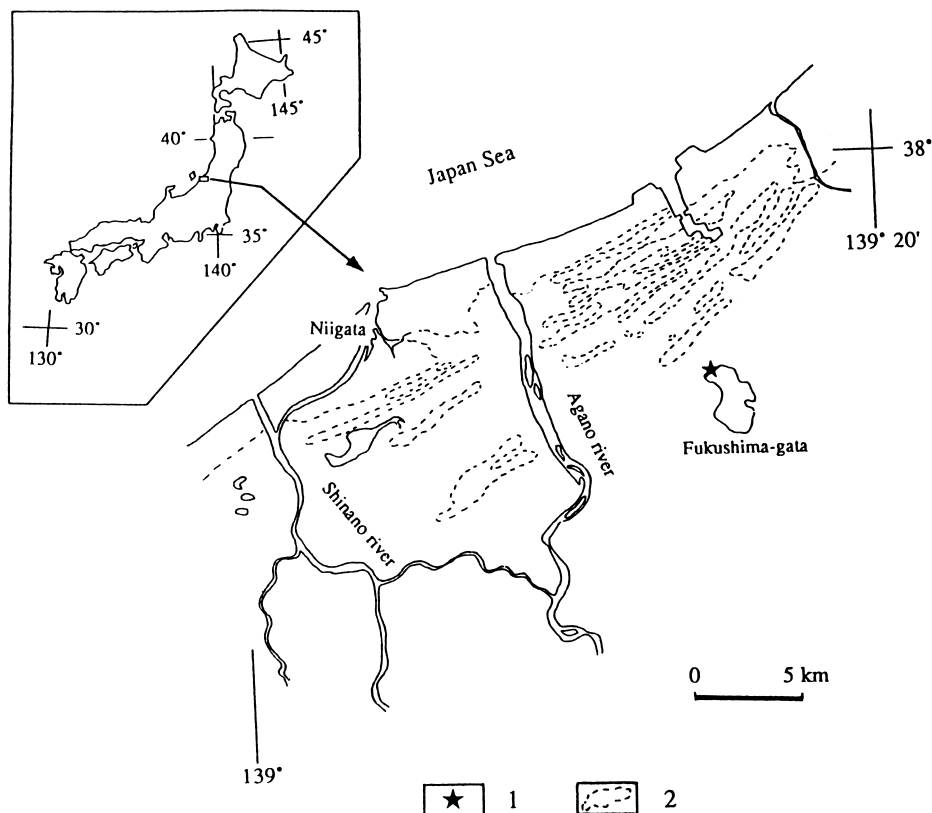 45°
145°
40°
35°
140°
30°
130°
Japan Sea
38°
139° 20'
Niigata
Agano river
Fukushima-gata
Shinano river
0 5 km
139°
★ 1 2